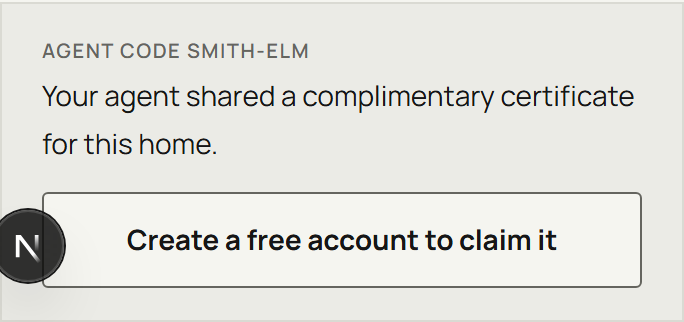 AGENT CODE SMITH-ELM
Your agent shared a complimentary certificate
for this home.
Create a free account to claim it
N